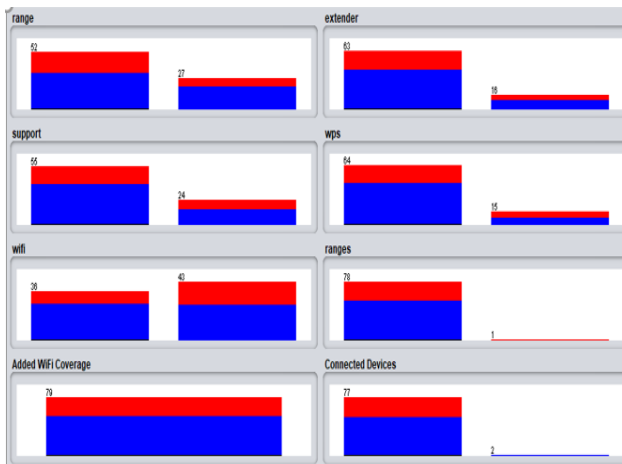 range
extender
52
27
63
16
support
wps
55
24
64
15
wifi
ranges
36
43
78
1
Added WiFi Coverage
Connected Devices
79
77
2